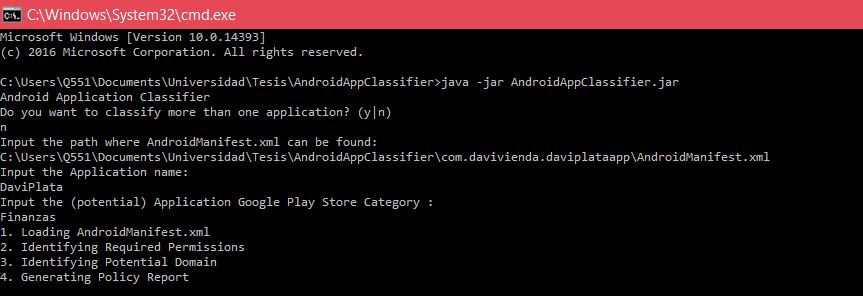 C:\Windows\System32\cmd.exe
Microsoft Windows [Version 10.0.14393]
(c) 2016 Microsoft Corporation. All rights reserved.
C:\Users\Q551\Documents\Universidad\Tesis\AndroidAppClassifier>java -jar AndroidAppClassifier.jar
Android Application Classifier
Do you want to classify more than one application? (y|n)
n
Input the path where AndroidManifest.xml can be found:
C:\Users\Q551\Documents\Universidad\Tesis\AndroidAppClassifier\com.davivienda.daviplataapp\AndroidManifest.xml
Input the Application name:
DaviPlata
Input the (potential) Application Google Play Store Category :
Finanzas
1. Loading AndroidManifest.xml
2. Identifying Required Permissions
3. Identifying Potential Domain
4. Generating Policy Report